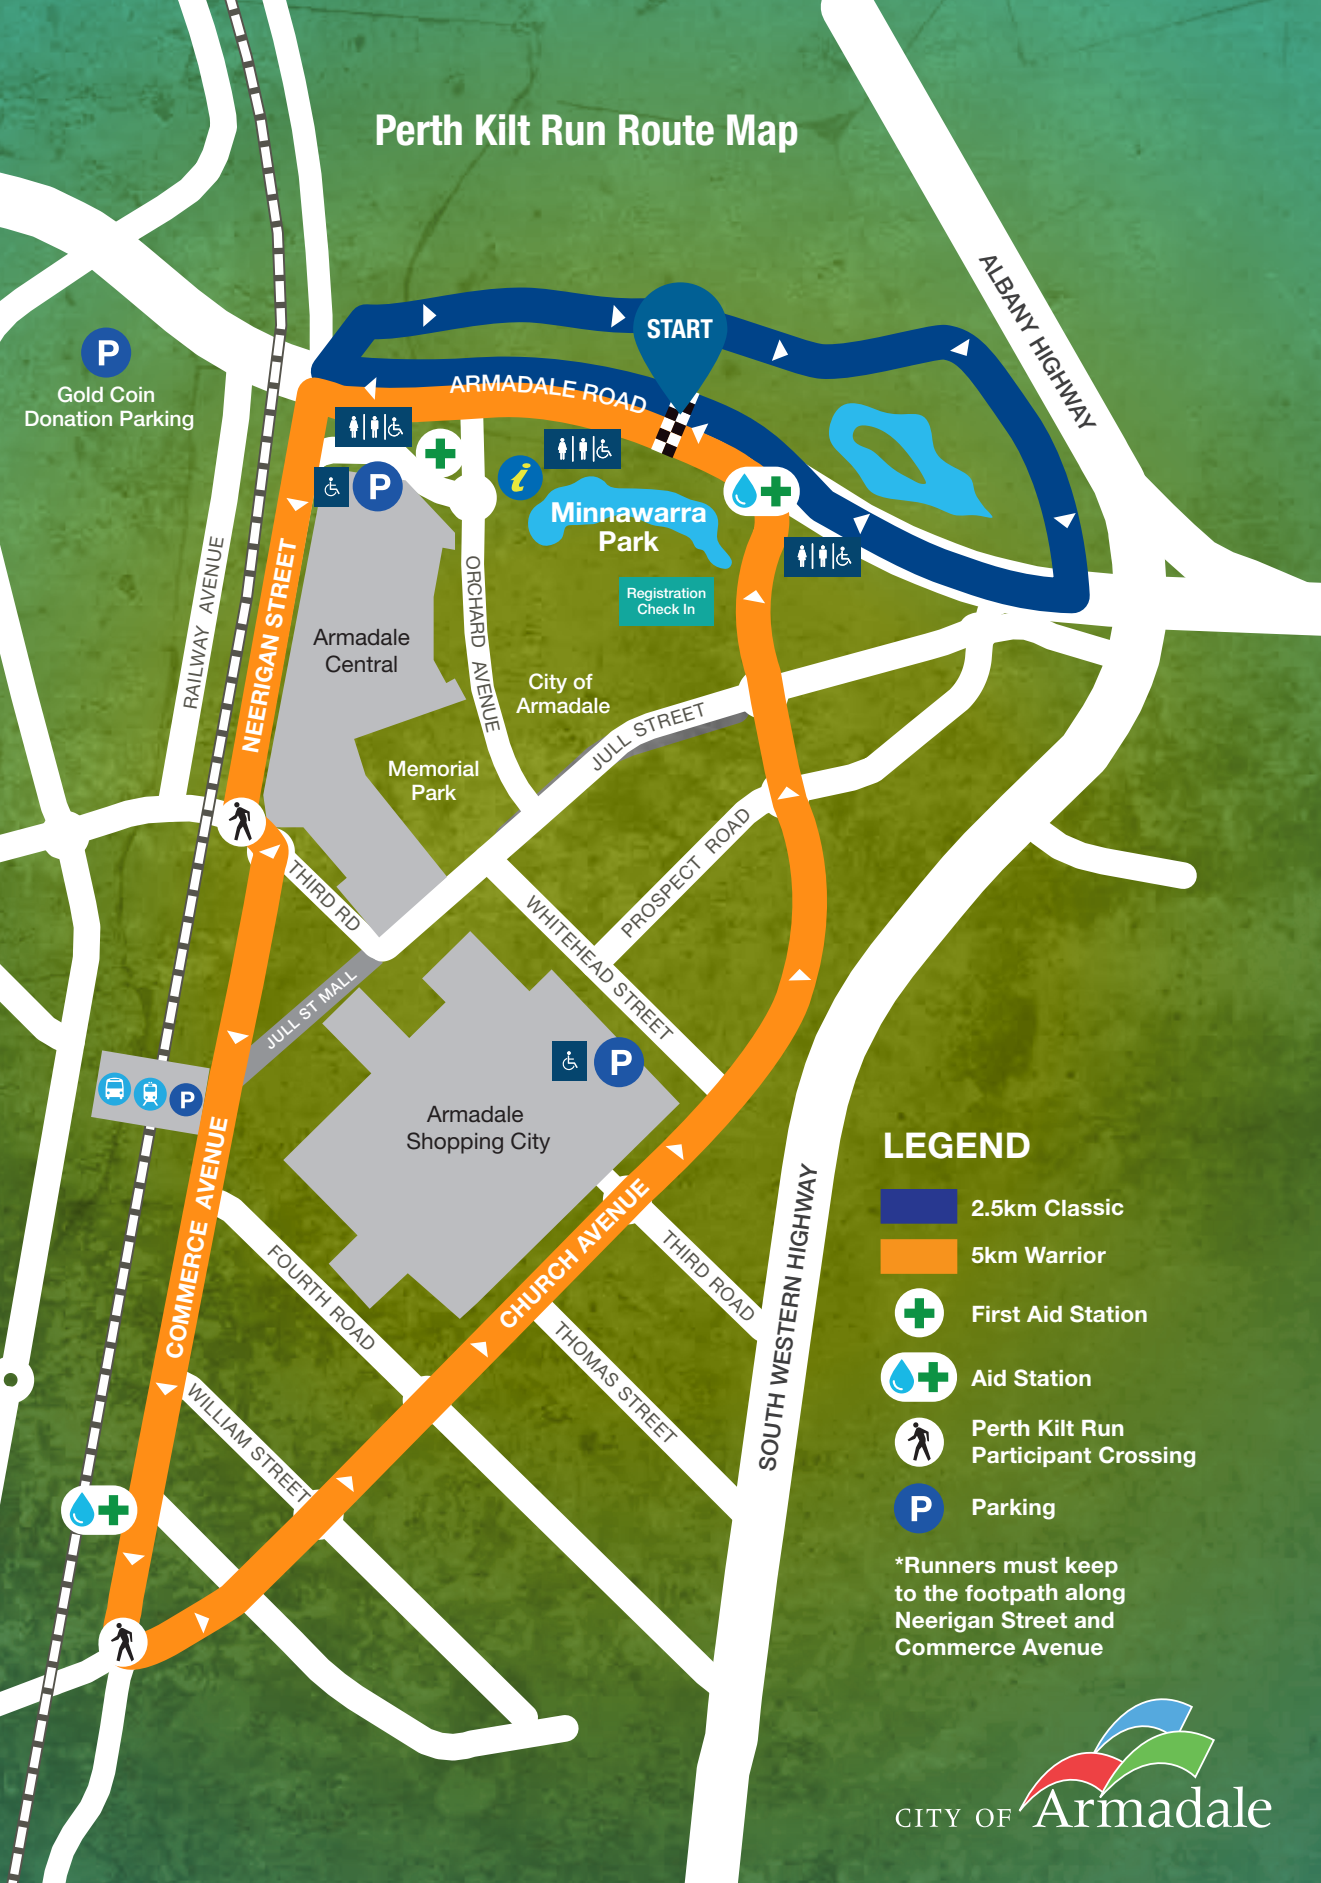 Perth Kilt Run Route Map
ALBANY HIGHWAY
START
P
Gold Coin
Donation Parking
ARMADALE ROAD
P
i
Minnawarra
Park
Registration
Check In
RAILWAY AVENUE
NEERIGAN STREET
ORCHARD AVENUE
Armadale
Central
City of
Armadale
JULL STREET
Memorial
Park
THIRD RD
PROSPECT ROAD
WHITEHEAD STREET
JULL ST MALL
P
P
Armadale
Shopping City
COMMERCE AVENUE
CHURCH AVENUE
FOURTH ROAD
THIRD ROAD
THOMAS STREET
WILLIAM STREET
SOUTH WESTERN HIGHWAY
LEGEND
2.5km Classic
5km Warrior
First Aid Station
Aid Station
Perth Kilt Run
Participant Crossing
P
Parking
*Runners must keep
to the footpath along
Neerigan Street and
Commerce Avenue
CITY OF Armadale